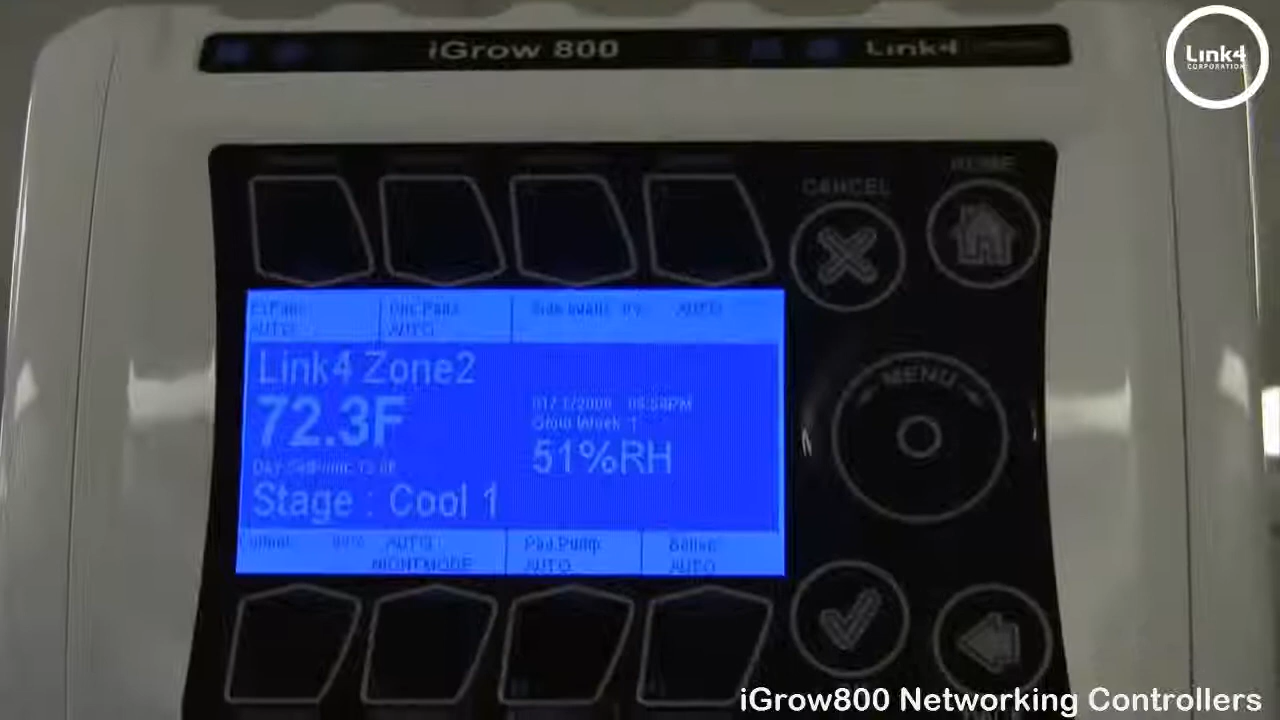 iGrow 800
Link4
Link4
CORPORATION
CANCEL
HOME
AUTO
AUTO
AUTO
Link4 Zone2
72.3F
Grow Week 1
51%RH
Stage : Cool 1
MENU
AUTO
NIGHTMODE
Pad.Pump
AUTO
AUTO
iGrow800 Networking Controllers